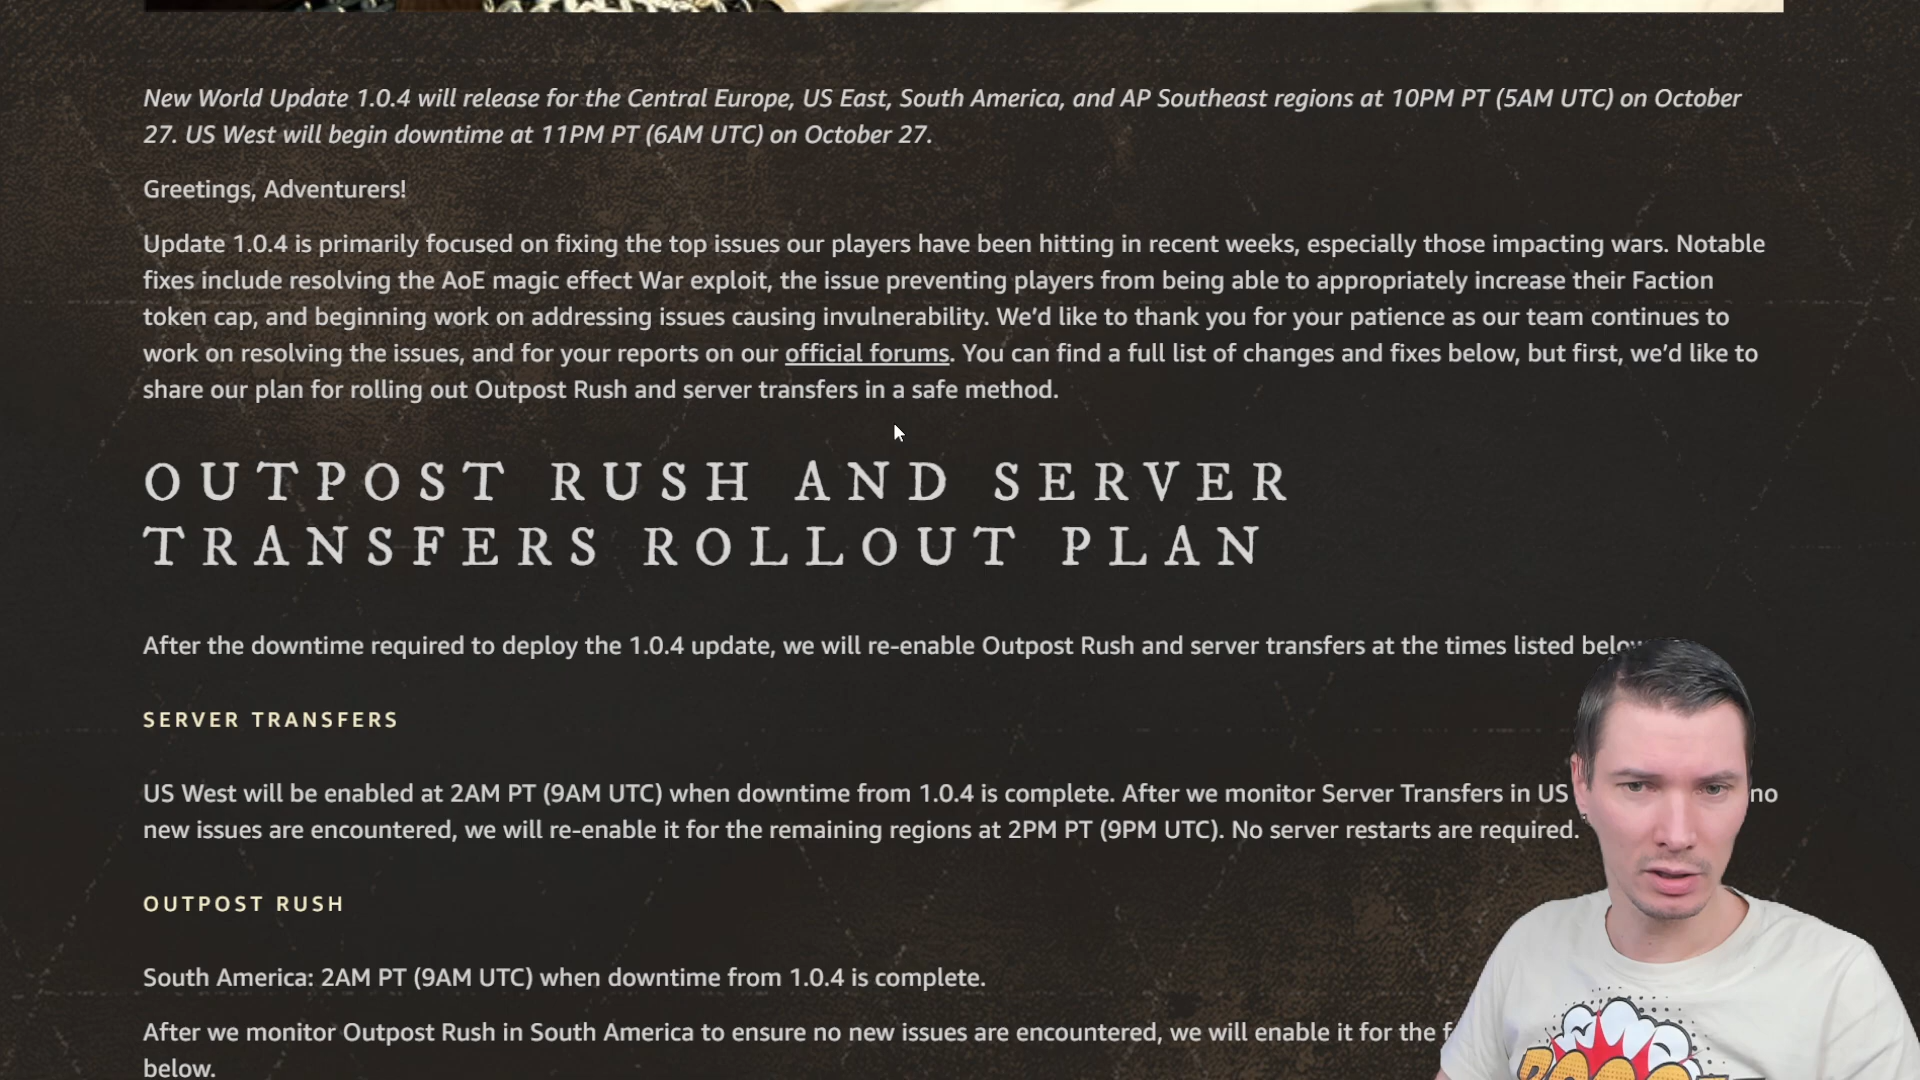 New World Update 1.0.4 will release for the Central Europe, US East, South America, and AP Southeast regions at 10PM PT (5AM UTC) on October
27. US West will begin downtime at 11PM PT (6AM UTC) on October 27.
Greetings, Adventurers!
Update 1.0.4 is primarily focused on fixing the top issues our players have been hitting in recent weeks, especially those impacting wars. Notable
fixes include resolving the AoE magic effect War exploit, the issue preventing players from being able to appropriately increase their Faction
token cap, and beginning work on addressing issues causing invulnerability. We’d like to thank you for your patience as our team continues to
work on resolving the issues, and for your reports on our official forums. You can find a full list of changes and fixes below, but first, we’d like to
share our plan for rolling out Outpost Rush and server transfers in a safe method.
OUTPOST RUSH AND SERVER
TRANSFERS ROLLOUT PLAN
After the downtime required to deploy the 1.0.4 update, we will re-enable Outpost Rush and server transfers at the times listed below
SERVER TRANSFERS
US West will be enabled at 2AM PT (9AM UTC) when downtime from 1.0.4 is complete. After we monitor Server Transfers in US no
new issues are encountered, we will re-enable it for the remaining regions at 2PM PT (9PM UTC). No server restarts are required.
OUTPOST RUSH
South America: 2AM PT (9AM UTC) when downtime from 1.0.4 is complete.
After we monitor Outpost Rush in South America to ensure no new issues are encountered, we will enable it for the
below.